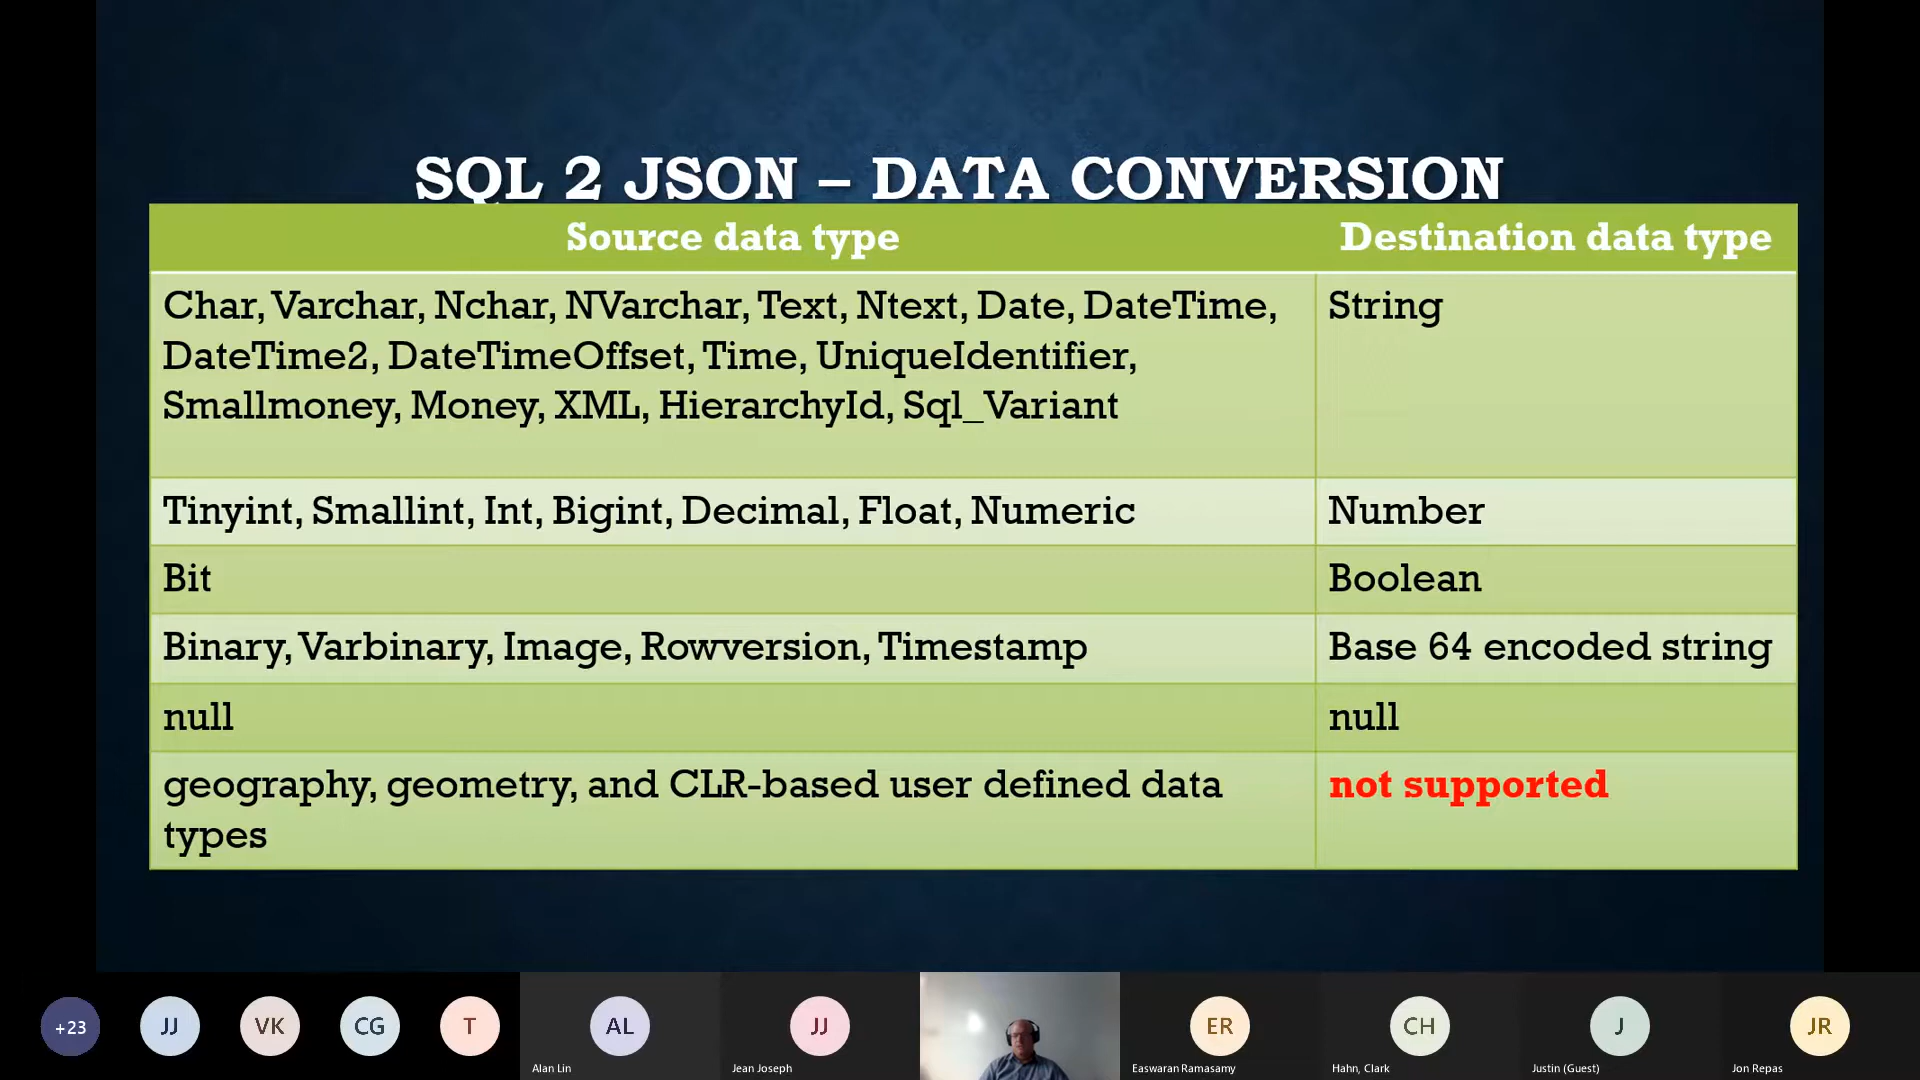 SQL 2 JSON – DATA CONVERSION
Source data type
Destination data type
Char, Varchar, Nchar, NVarchar, Text, Ntext, Date, DateTime,
DateTime2, DateTimeOffset, Time, UniqueIdentifier,
Smallmoney, Money, XML, HierarchyId, Sql_Variant
String
Tinyint, Smallint, Int, Bigint, Decimal, Float, Numeric
Number
Bit
Boolean
Binary, Varbinary, Image, Rowversion, Timestamp
Base 64 encoded string
null
null
geography, geometry, and CLR-based user defined data
types
not supported
+23
JJ
VK
CG
T
AL
Alan Lin
JJ
Jean Joseph
ER
Easwaran Ramasamy
CH
Hahn, Clark
J
Justin (Guest)
JR
Jon Repas